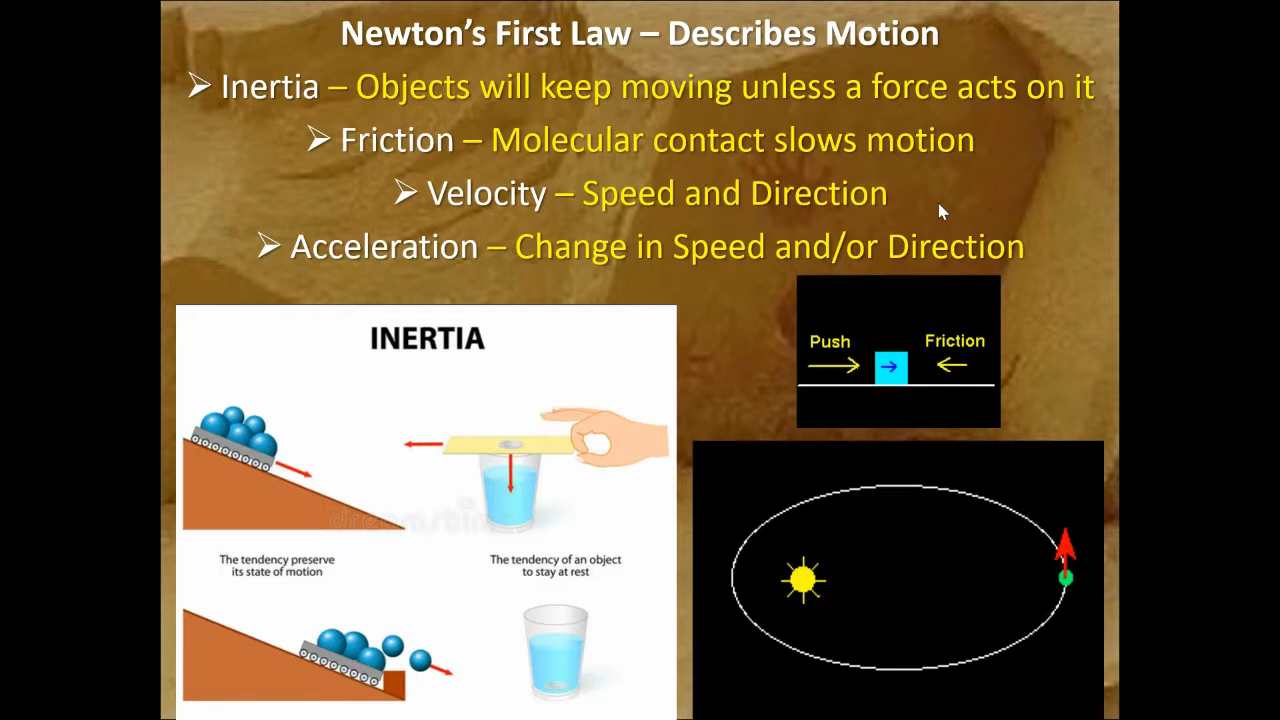 Newton's First Law – Describes Motion
➢ Inertia – Objects will keep moving unless a force acts on it
➢ Friction – Molecular contact slows motion
➢ Velocity – Speed and Direction
➢ Acceleration – Change in Speed and/or Direction
INERTIA
The tendency preserve
its state of motion
The tendency of an object
to stay at rest
Push
Friction